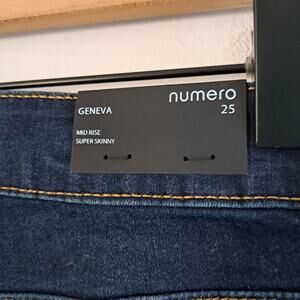 numero
GENEVA 25
MID RISE
SUPER SKINNY